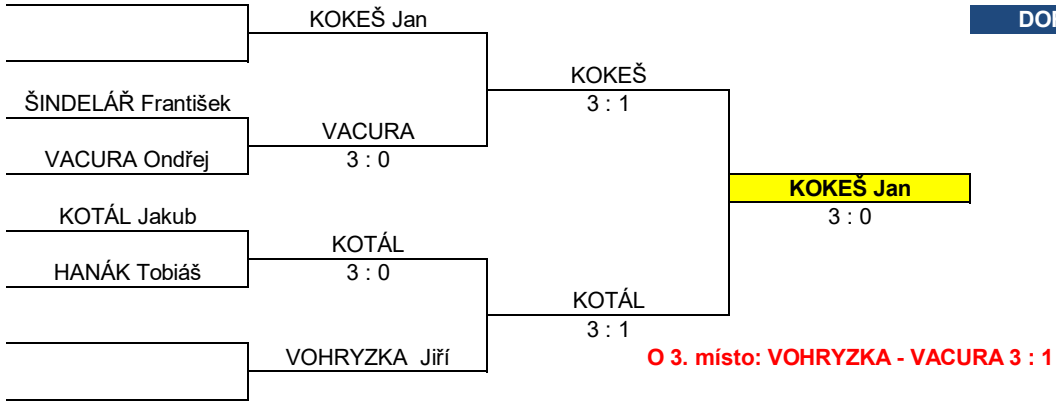 KOKEŠ Jan
DOR
KOKEŠ
3 : 1
ŠINDELÁŘ František
VACURA
3 : 0
VACURA Ondřej
KOKEŠ Jan
3 : 0
KOTÁL Jakub
KOTÁL
3 : 0
HANÁK Tobiáš
KOTÁL
3 : 1
VOHRYZKA Jiří
O 3. místo: VOHRYZKA - VACURA 3 : 1